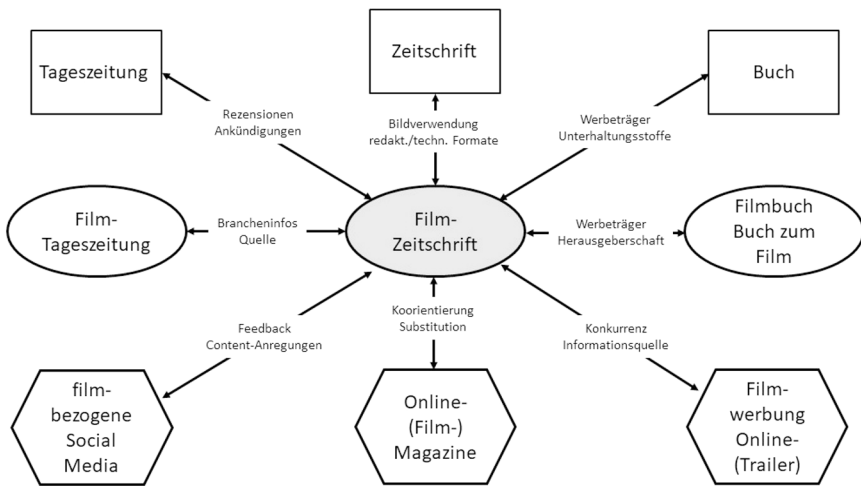 Tageszeitung
Zeitschrift
Buch
Rezensionen
Ankündigungen
Bildverwendung
redakt./techn. Formate
Werbeträger
Unterhaltungsstoffe
Film-
Tageszeitung
Brancheninfos
Quelle
Film-
Zeitschrift
Werbeträger
Herausgeberschaft
Filmbuch
Buch zum
Film
Feedback
Content-Anregungen
Koorientierung
Substitution
Konkurrenz
Informationsquelle
film-
bezogene
Social
Media
Online-
(Film-)
Magazine
Film-
werbung
Online-
(Trailer)